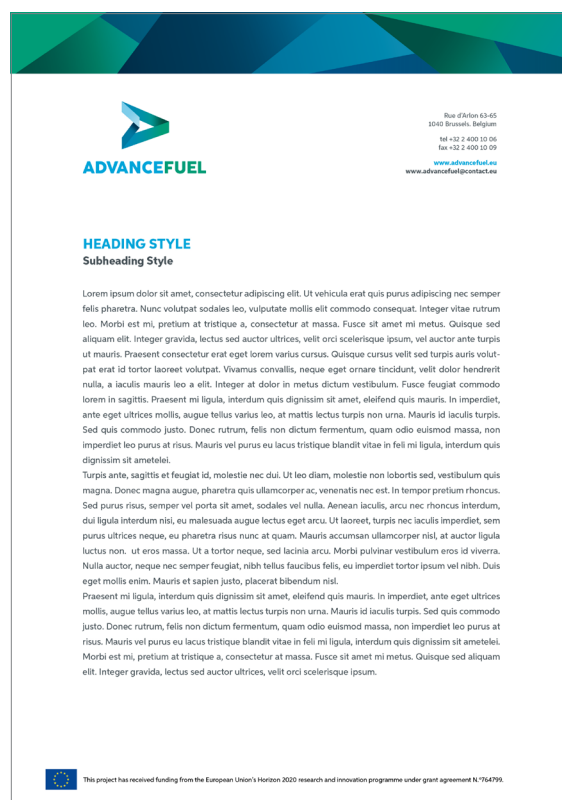 Rue d'Arlon 63-65
1040 Brussels. Belgium
tel +32 2 400 10 06
fax +32 2 400 10 09
www.advancefuel.eu
www.advancefuel@contact.eu
ADVANCEFUEL
HEADING STYLE
Subheading Style
Lorem ipsum dolor sit amet, consectetur adipiscing elit. Ut vehicula erat quis purus adipiscing nec semper
felis pharetra. Nunc volutpat sodales leo, vulputate mollis elit commodo consequat. Integer vitae rutrum
leo. Morbi est mi, pretium at tristique a, consectetur at massa. Fusce sit amet mi metus. Quisque sed
aliquam elit. Integer gravida, lectus sed auctor ultrices, velit orci scelerisque ipsum, vel auctor ante turpis
ut mauris. Praesent consectetur erat eget lorem varius cursus. Quisque cursus velit sed turpis auris volut-
pat erat id tortor laoreet volutpat. Vivamus convallis, neque eget ornare tincidunt, velit dolor hendrerit
nulla, a iaculis mauris leo a elit. Integer at dolor in metus dictum vestibulum. Fusce feugiat commodo
lorem in sagittis. Praesent mi ligula, interdum quis dignissim sit amet, eleifend quis mauris. In imperdiet,
ante eget ultrices mollis, augue tellus varius leo, at mattis lectus turpis non urna. Mauris id iaculis turpis.
Sed quis commodo justo. Donec rutrum, felis non dictum fermentum, quam odio euismod massa, non
imperdiet leo purus at risus. Mauris vel purus eu lacus tristique blandit vitae in feli mi ligula, interdum quis
dignissim sit ametelei.
Turpis ante, sagittis et feugiat id, molestie nec dui. Ut leo diam, molestie non lobortis sed, vestibulum quis
magna. Donec magna augue, pharetra quis ullamcorper ac, venenatis nec est. In tempor pretium rhoncus.
Sed purus risus, semper vel porta sit amet, sodales vel nulla. Aenean iaculis, arcu nec rhoncus interdum,
dui ligula interdum nisi, eu malesuada augue lectus eget arcu. Ut laoreet, turpis nec iaculis imperdiet, sem
purus ultrices neque, eu pharetra risus nunc at quam. Mauris accumsan ullamcorper nisl, at auctor ligula
luctus non.  ut eros massa. Ut a tortor neque, sed lacinia arcu. Morbi pulvinar vestibulum eros id viverra.
Nulla auctor, neque nec semper feugiat, nibh tellus faucibus felis, eu imperdiet tortor ipsum vel nibh. Duis
eget mollis enim. Mauris et sapien justo, placerat bibendum nisl.
Praesent mi ligula, interdum quis dignissim sit amet, eleifend quis mauris. In imperdiet, ante eget ultrices
mollis, augue tellus varius leo, at mattis lectus turpis non urna. Mauris id iaculis turpis. Sed quis commodo
justo. Donec rutrum, felis non dictum fermentum, quam odio euismod massa, non imperdiet leo purus at
risus. Mauris vel purus eu lacus tristique blandit vitae in feli mi ligula, interdum quis dignissim sit ametelei.
Morbi est mi, pretium at tristique a, consectetur at massa. Fusce sit amet mi metus. Quisque sed aliquam
elit. Integer gravida, lectus sed auctor ultrices, velit orci scelerisque ipsum.
This project has received funding from the European Union's Horizon 2020 research and innovation programme under grant agreement N.º764799.